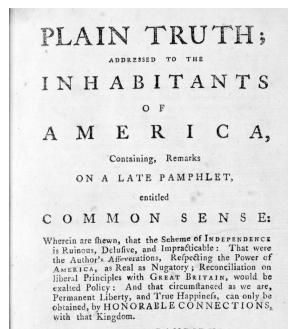 PLAIN TRUTH;
ADDRESSED TO THE
INHABITANTS
OF
AMERICA,
Containing, Remarks
ON A LATE PAMPHLET,
entitled
COMMON SENSE:
Wherein are ſhewn, that the Scheme of INDEPENDENCE
is Ruinous, Deluſive, and Impracticable: That were
the Author's Aſſeverations, Reſpecting the Power of
AMERICA, as Real as Nugatory; Reconciliation on
liberal Principles with GREAT BRITAIN, would be
exalted Policy: And that circumſtanced as we are,
Permanent Liberty, and True Happineſs, can only be
obtained, by HONORABLE CONNECTIONS,
with that Kingdom.